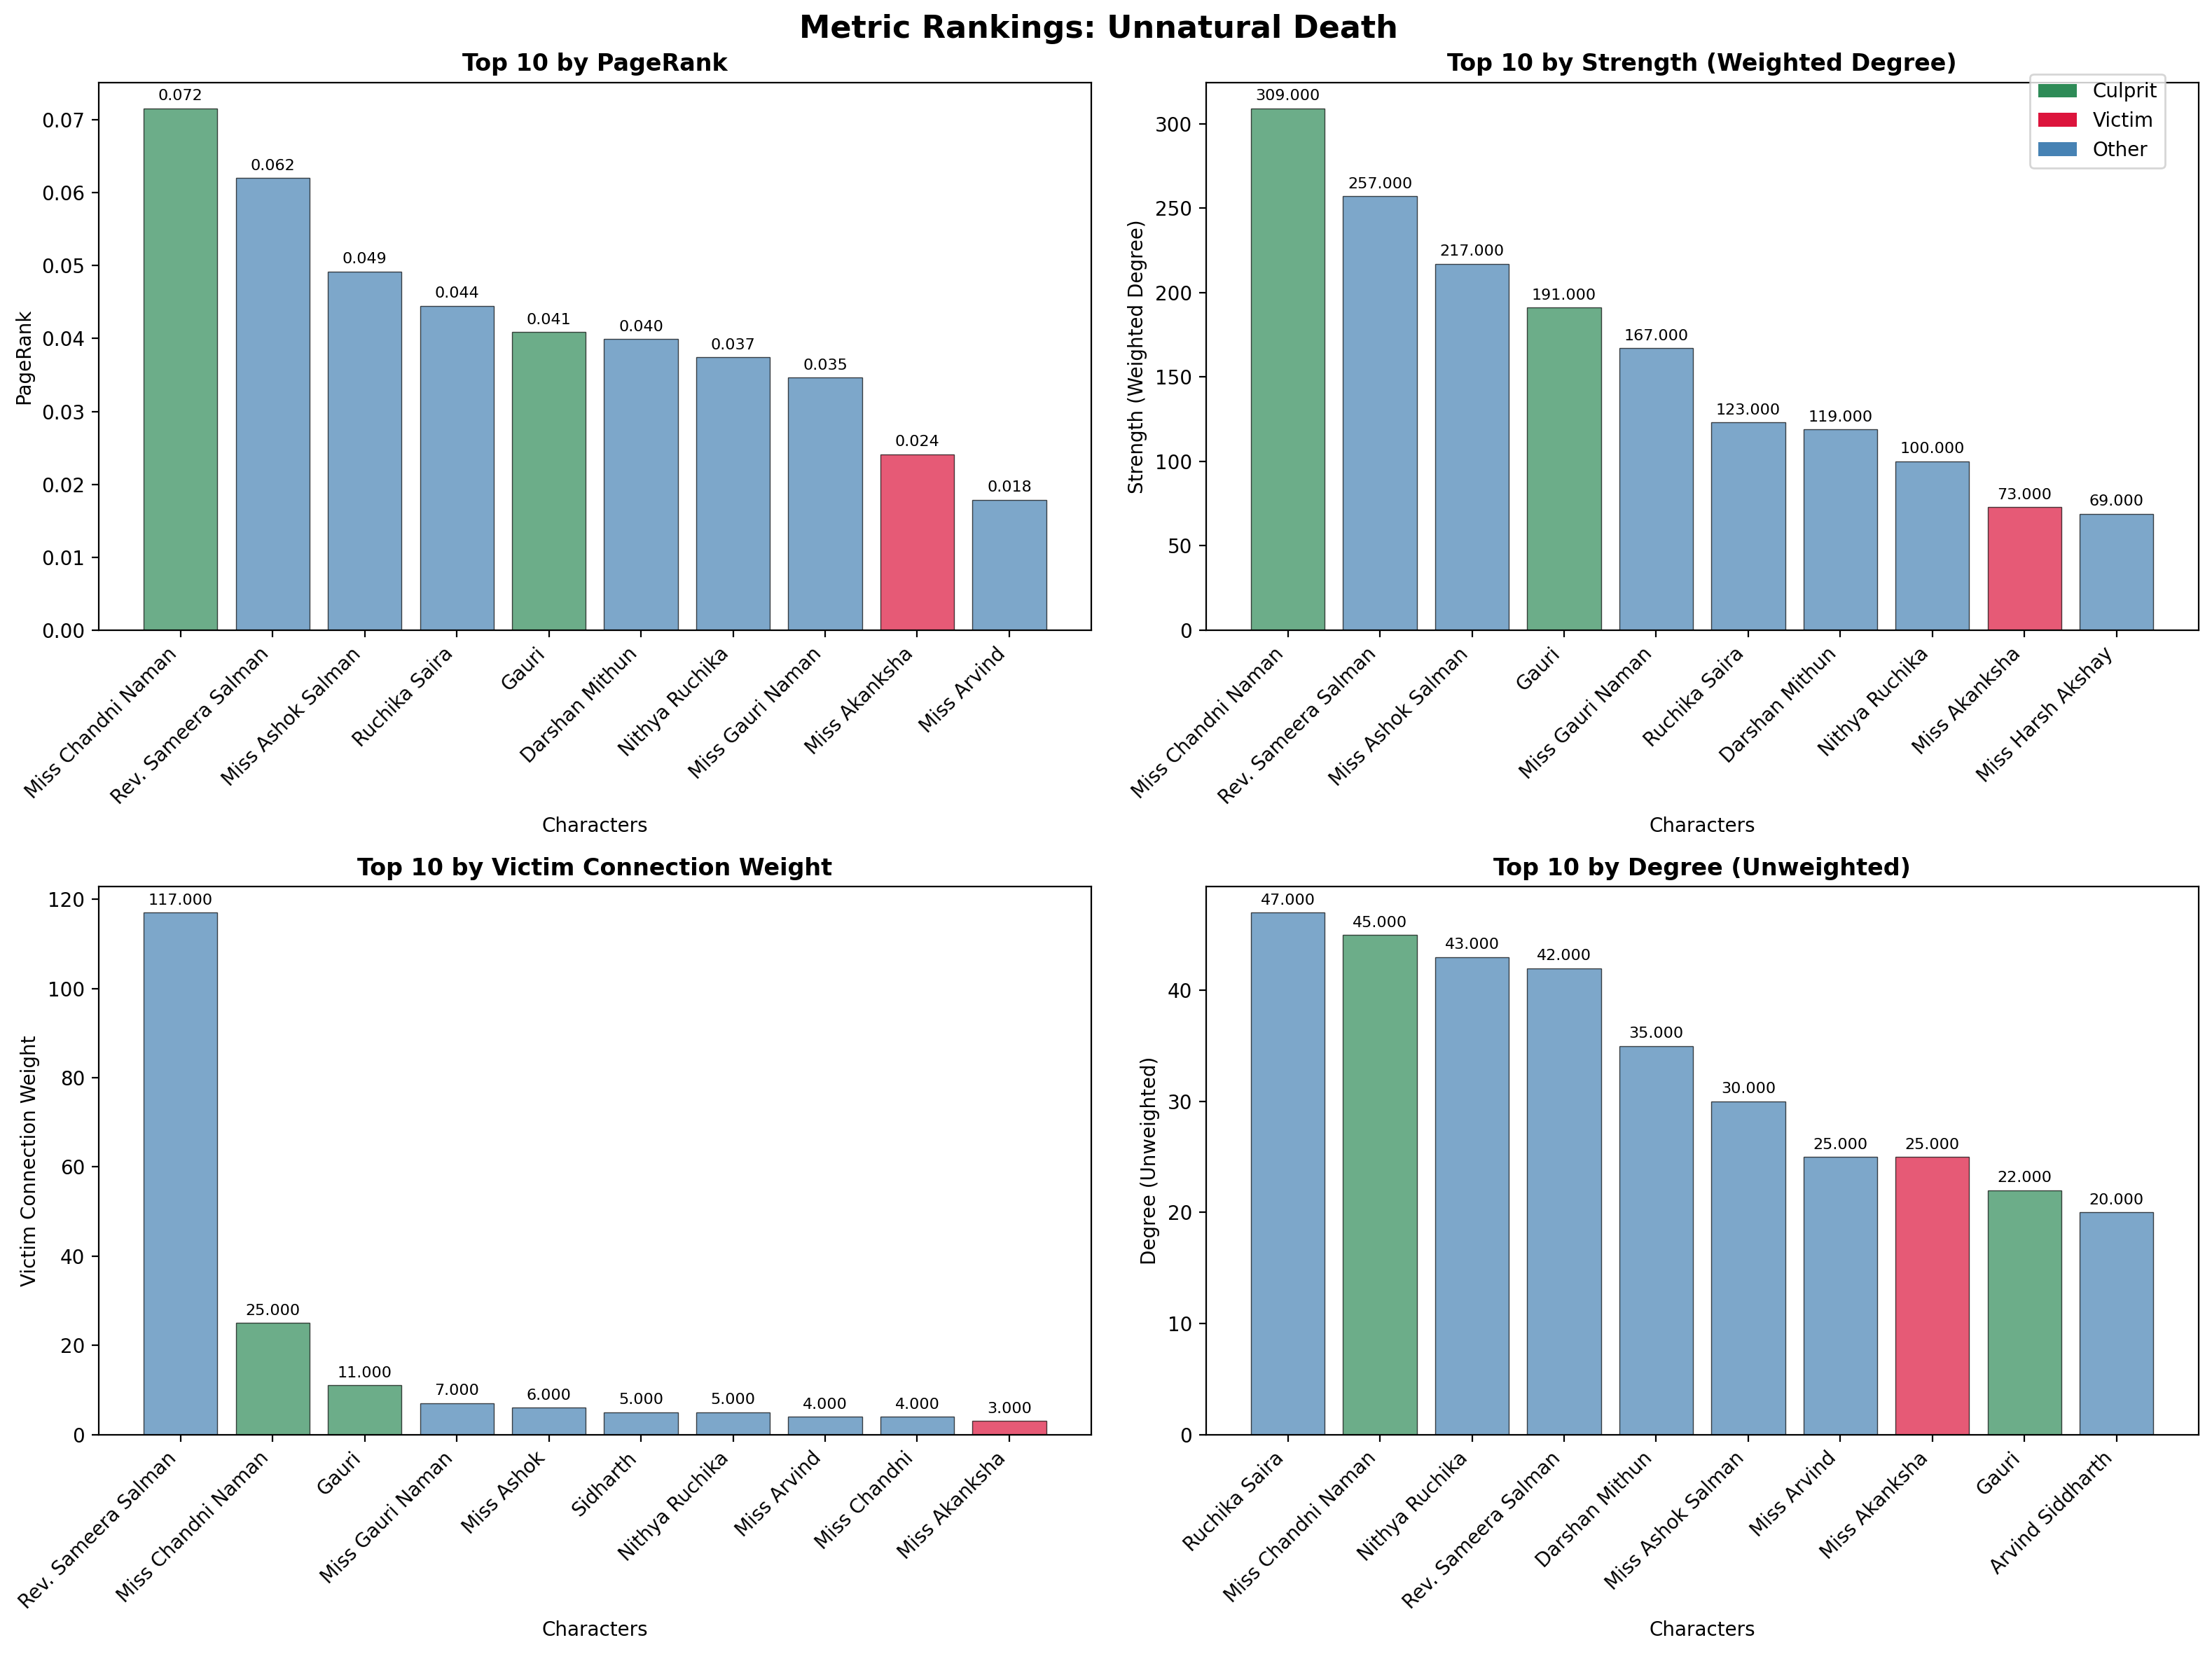 Metric Rankings: Unnatural Death
Top 10 by PageRank
PageRank
0.07
0.06
0.05
0.04
0.03
0.02
0.01
0.00
0.072
0.062
0.049
0.044
0.041
0.040
0.037
0.035
0.024
0.018
Miss Chandni Naman
Rev. Sameera Salman
Miss Ashok Salman
Ruchika Saira
Gauri
Darshan Mithun
Nithya Ruchika
Miss Gauri Naman
Miss Akanksha
Miss Arvind
Characters
Top 10 by Strength (Weighted Degree)
Culprit
Victim
Other
Strength (Weighted Degree)
300
250
200
150
100
50
0
309.000
257.000
217.000
191.000
167.000
123.000
119.000
100.000
73.000
69.000
Miss Chandni Naman
Rev. Sameera Salman
Miss Ashok Salman
Gauri
Miss Gauri Naman
Ruchika Saira
Darshan Mithun
Nithya Ruchika
Miss Akanksha
Miss Harsh Akshay
Characters
Top 10 by Victim Connection Weight
Victim Connection Weight
120
100
80
60
40
20
0
117.000
25.000
11.000
7.000
6.000
5.000
5.000
4.000
4.000
3.000
Rev. Sameera Salman
Miss Chandni Naman
Gauri
Miss Gauri Naman
Miss Ashok
Sidharth
Nithya Ruchika
Miss Arvind
Miss Chandni
Miss Akanksha
Characters
Top 10 by Degree (Unweighted)
Degree (Unweighted)
40
30
20
10
0
47.000
45.000
43.000
42.000
35.000
30.000
25.000
25.000
22.000
20.000
Ruchika Saira
Miss Chandni Naman
Nithya Ruchika
Rev. Sameera Salman
Darshan Mithun
Miss Ashok Salman
Miss Arvind
Miss Akanksha
Gauri
Arvind Siddharth
Characters